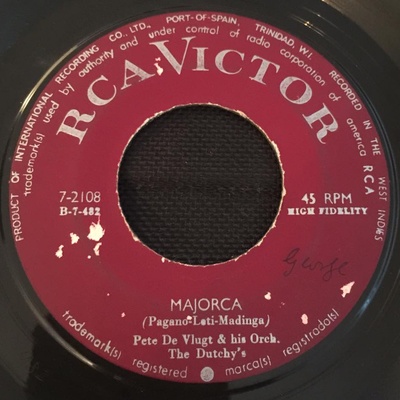 PRODUCT OF INTERNATIONAL RECORDING CO., LTD., PORT-OF-SPAIN, TRINIDAD, W.I. RECORDED IN THE WEST INDIES
trademark(s) used by authority and under control of radio corporation of america RCA
RCA VICTOR
7-2108
B-7-482
45 RPM
HIGH FIDELITY
George
MAJORCA
(Pagano-Loti-Madinga)
Pete De Vlugt & his Orch.
The Dutchy's
trademark(s) registered marca(s) registrado(s)